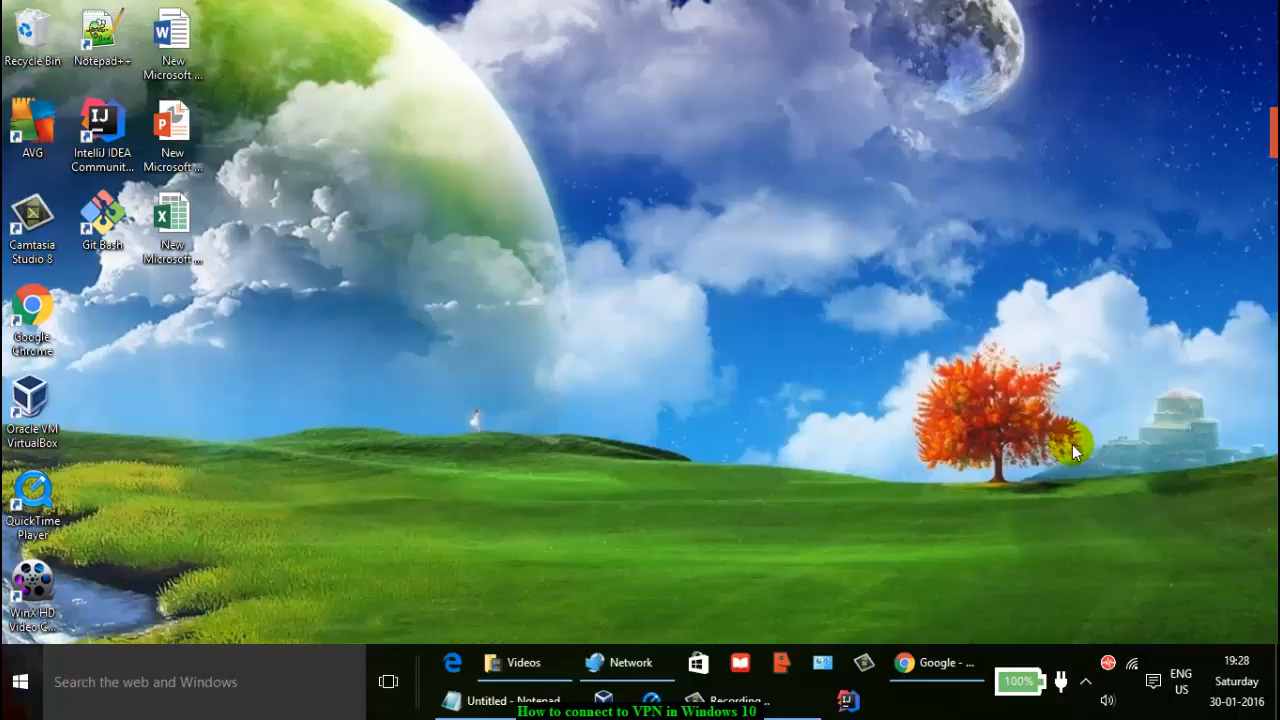 Recycle Bin
Notepad++
New
Microsoft ...
AVG
IntelliJ IDEA
Communit...
New
Microsoft ...
Camtasia
Studio 8
Git Bash
New
Microsoft ...
Google
Chrome
Oracle VM
VirtualBox
QuickTime
Player
WinX HD
Video C...
Search the web and Windows
Videos
Network
Google - ...
Untitled - Notepad
Recording...
100%
ENG
US
19:28
Saturday
30-01-2016
How to connect to VPN in Windows 10